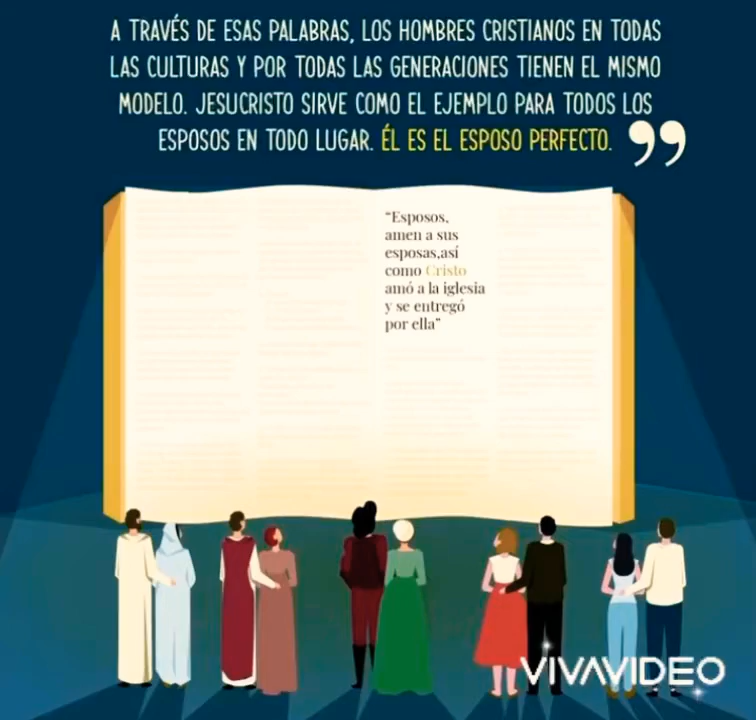 A TRAVÉS DE ESAS PALABRAS, LOS HOMBRES CRISTIANOS EN TODAS
LAS CULTURAS Y POR TODAS LAS GENERACIONES TIENEN EL MISMO
MODELO. JESUCRISTO SIRVE COMO EL EJEMPLO PARA TODOS LOS
ESPOSOS EN TODO LUGAR. ÉL ES EL ESPOSO PERFECTO. ”
“Esposos,
amen a sus
esposas,así
como Cristo
amó a la iglesia
y se entregó
por ella”
VIVAVIDEO